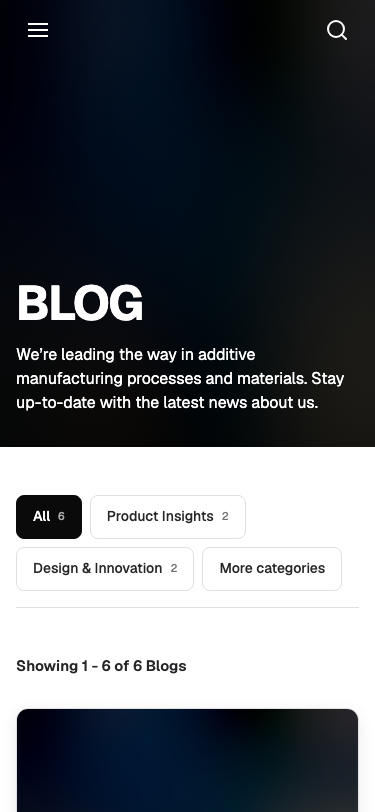 BLOG
We’re leading the way in additive
manufacturing processes and materials. Stay
up-to-date with the latest news about us.
All 6
Product Insights 2
Design & Innovation 2
More categories
Showing 1 - 6 of 6 Blogs